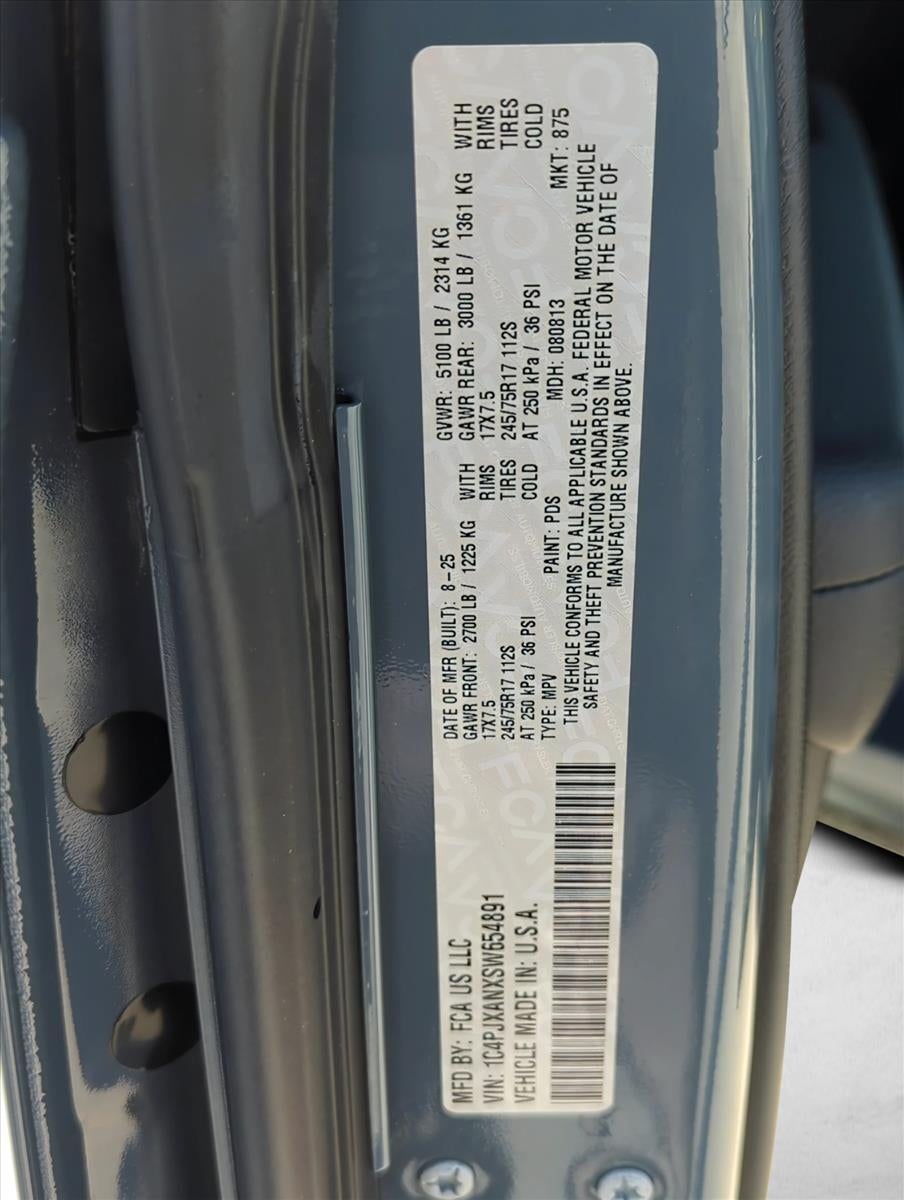 MFD BY: FCA US LLC
DATE OF MFR (BUILT): 8-25
GVWR: 5100 LB / 2314 KG
GAWR FRONT: 2700 LB / 1225 KG WITH
17X7.5 RIMS
245/75R17 112S TIRES
AT 250 kPa / 36 PSI COLD
GAWR REAR: 3000 LB / 1361 KG WITH
17X7.5 RIMS
245/75R17 112S TIRES
AT 250 kPa / 36 PSI COLD
VIN: 1C4PJXANXSW654891
VEHICLE MADE IN: U.S.A.
TYPE: MPV PAINT: PDS MDH: 080813 MKT: 875
THIS VEHICLE CONFORMS TO ALL APPLICABLE U.S.A. FEDERAL MOTOR VEHICLE
SAFETY AND THEFT PREVENTION STANDARDS IN EFFECT ON THE DATE OF
MANUFACTURE SHOWN ABOVE.